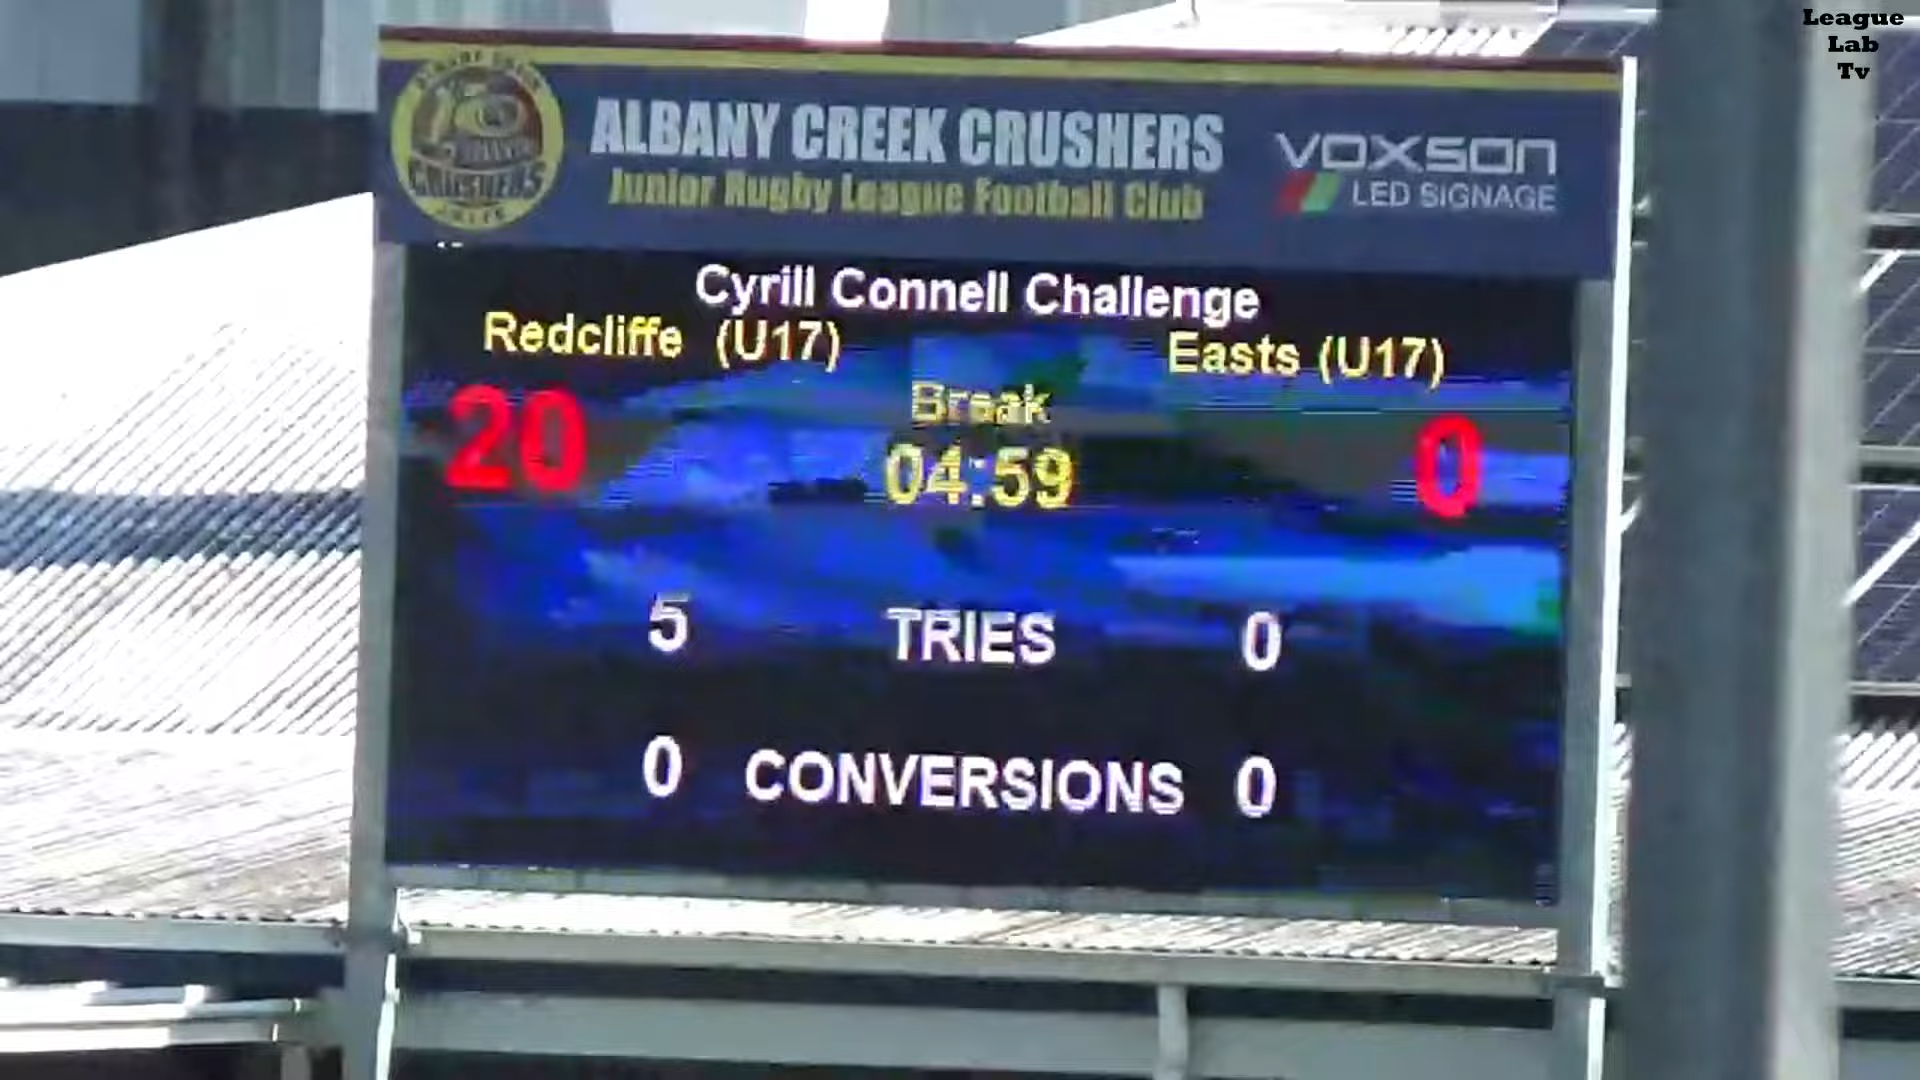 League
Lab
Tv
ALBANY CREEK CRUSHERS
Junior Rugby League Football Club
VOXSON
LED SIGNAGE
CRUSHERS
Cyrill Connell Challenge
Redcliffe (U17)
Easts (U17)
Break
20
04:59
0
5 TRIES 0
0 CONVERSIONS 0